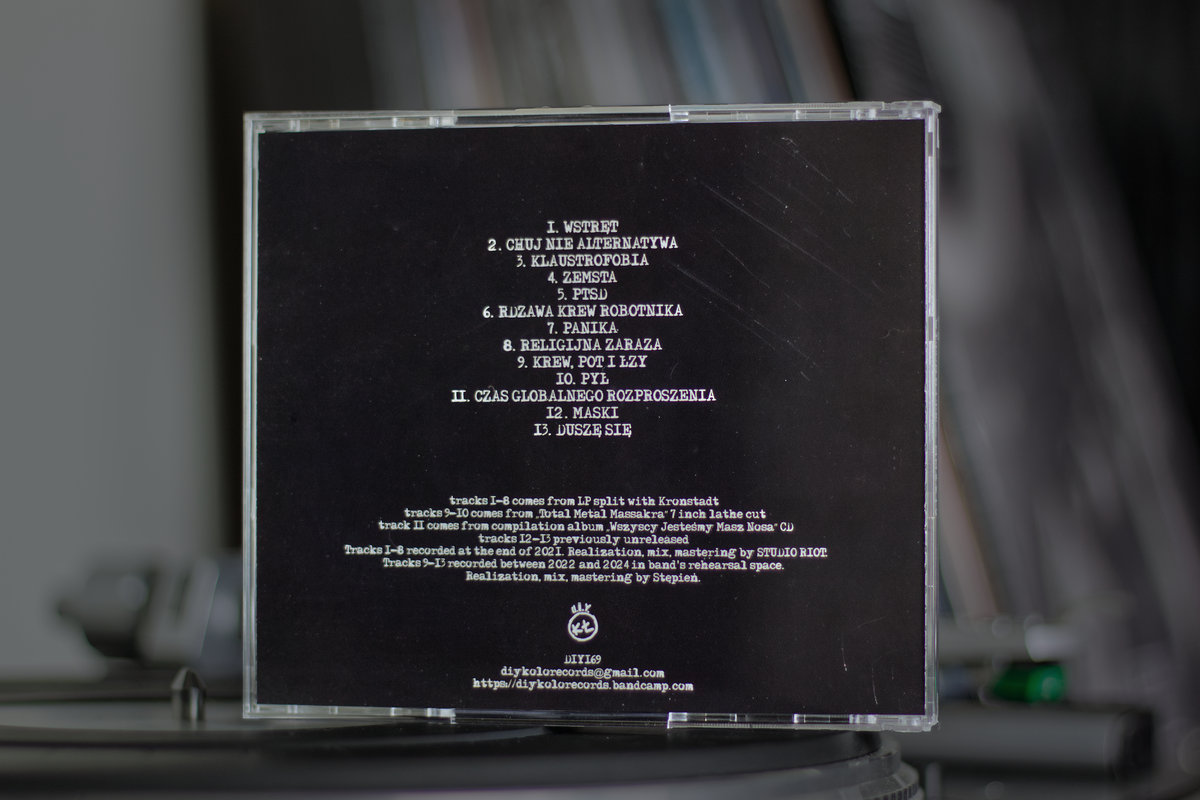 1. WSTRĘT
2. CHUJ NIE ALTERNATYWA
3. KLAUSTROFOBIA
4. ZEMSTA
5. PTSD
6. RDZAWA KREW ROBOTNIKA
7. PANIKA
8. RELIGIJNA ZARAZA
9. KREW, POT I ŁZY
10. PYŁ
11. CZAS GLOBALNEGO ROZPROSZENIA
12. MASKI
13. DUSZĘ SIĘ
tracks 1-8 comes from LP split with Kronstadt
tracks 9-10 comes from „Total Metal Massakra" 7 inch lathe cut
track 11 comes from compilation album „Wszyscy Jesteśmy Masz Nosa" CD
tracks 12-13 previously unreleased
Tracks 1-8 recorded at the end of 2021. Realization, mix, mastering by STUDIO RIOT.
Tracks 9-13 recorded between 2022 and 2024 in band's rehearsal space.
Realization, mix, mastering by Stępień.
d.i.y
KŁ
DIY169
diykolorecords@gmail.com
https://diykolorecords.bandcamp.com